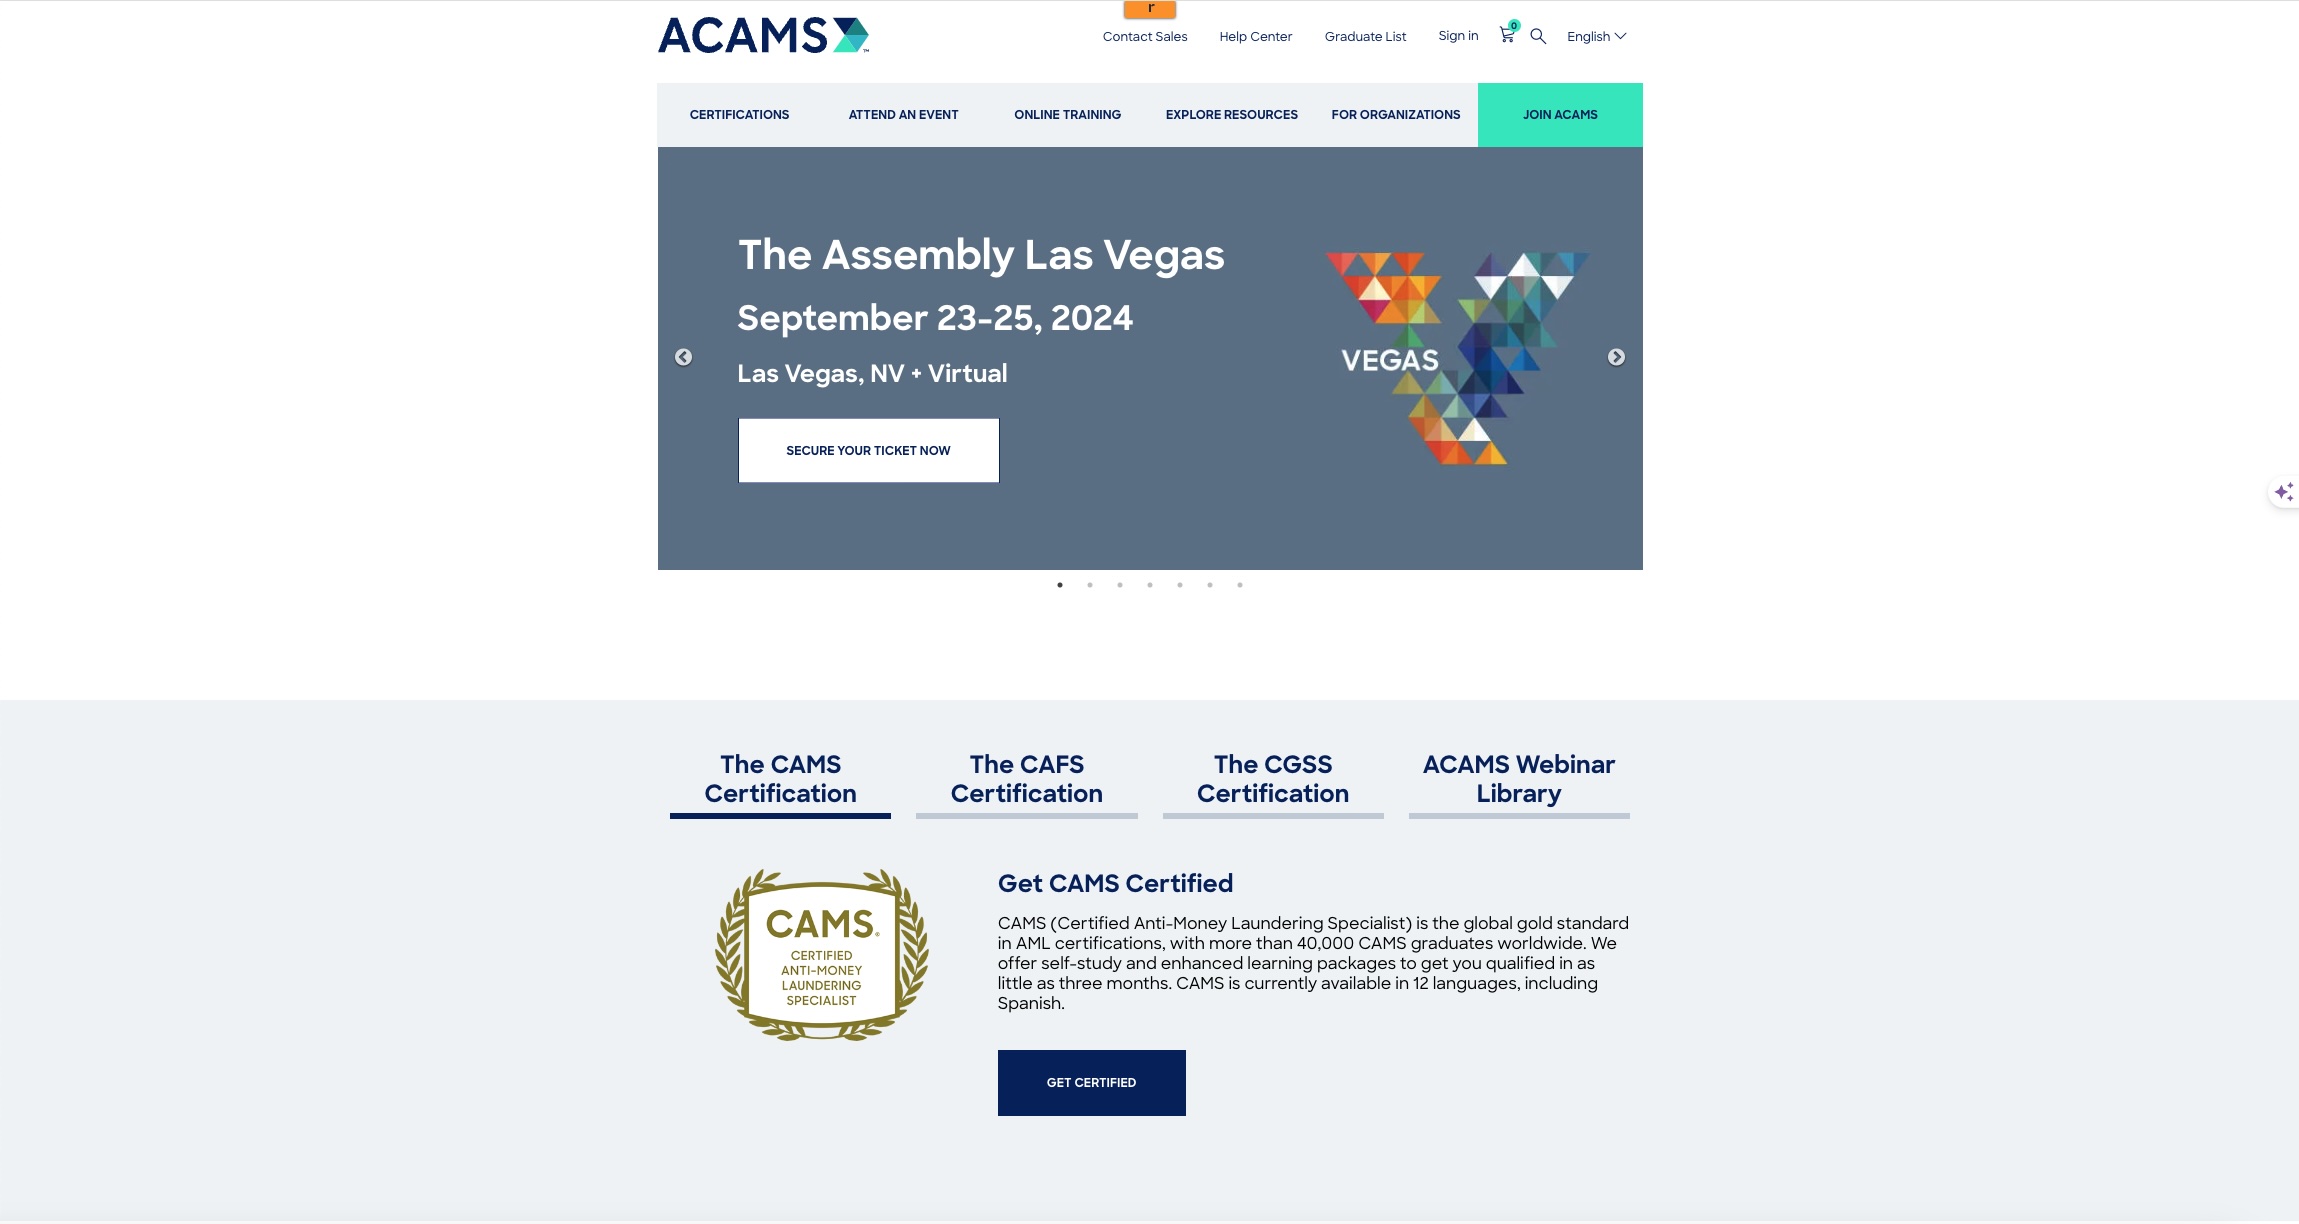 r
ACAMS™
Contact Sales
Help Center
Graduate List
Sign in
0
English
CERTIFICATIONS
ATTEND AN EVENT
ONLINE TRAINING
EXPLORE RESOURCES
FOR ORGANIZATIONS
JOIN ACAMS
The Assembly Las Vegas
September 23-25, 2024
Las Vegas, NV + Virtual
SECURE YOUR TICKET NOW
VEGAS
The CAMS
Certification
The CAFS
Certification
The CGSS
Certification
ACAMS Webinar
Library
CAMS®
CERTIFIED
ANTI-MONEY
LAUNDERING
SPECIALIST
Get CAMS Certified
CAMS (Certified Anti-Money Laundering Specialist) is the global gold standard
in AML certifications, with more than 40,000 CAMS graduates worldwide. We
offer self-study and enhanced learning packages to get you qualified in as
little as three months. CAMS is currently available in 12 languages, including
Spanish.
GET CERTIFIED